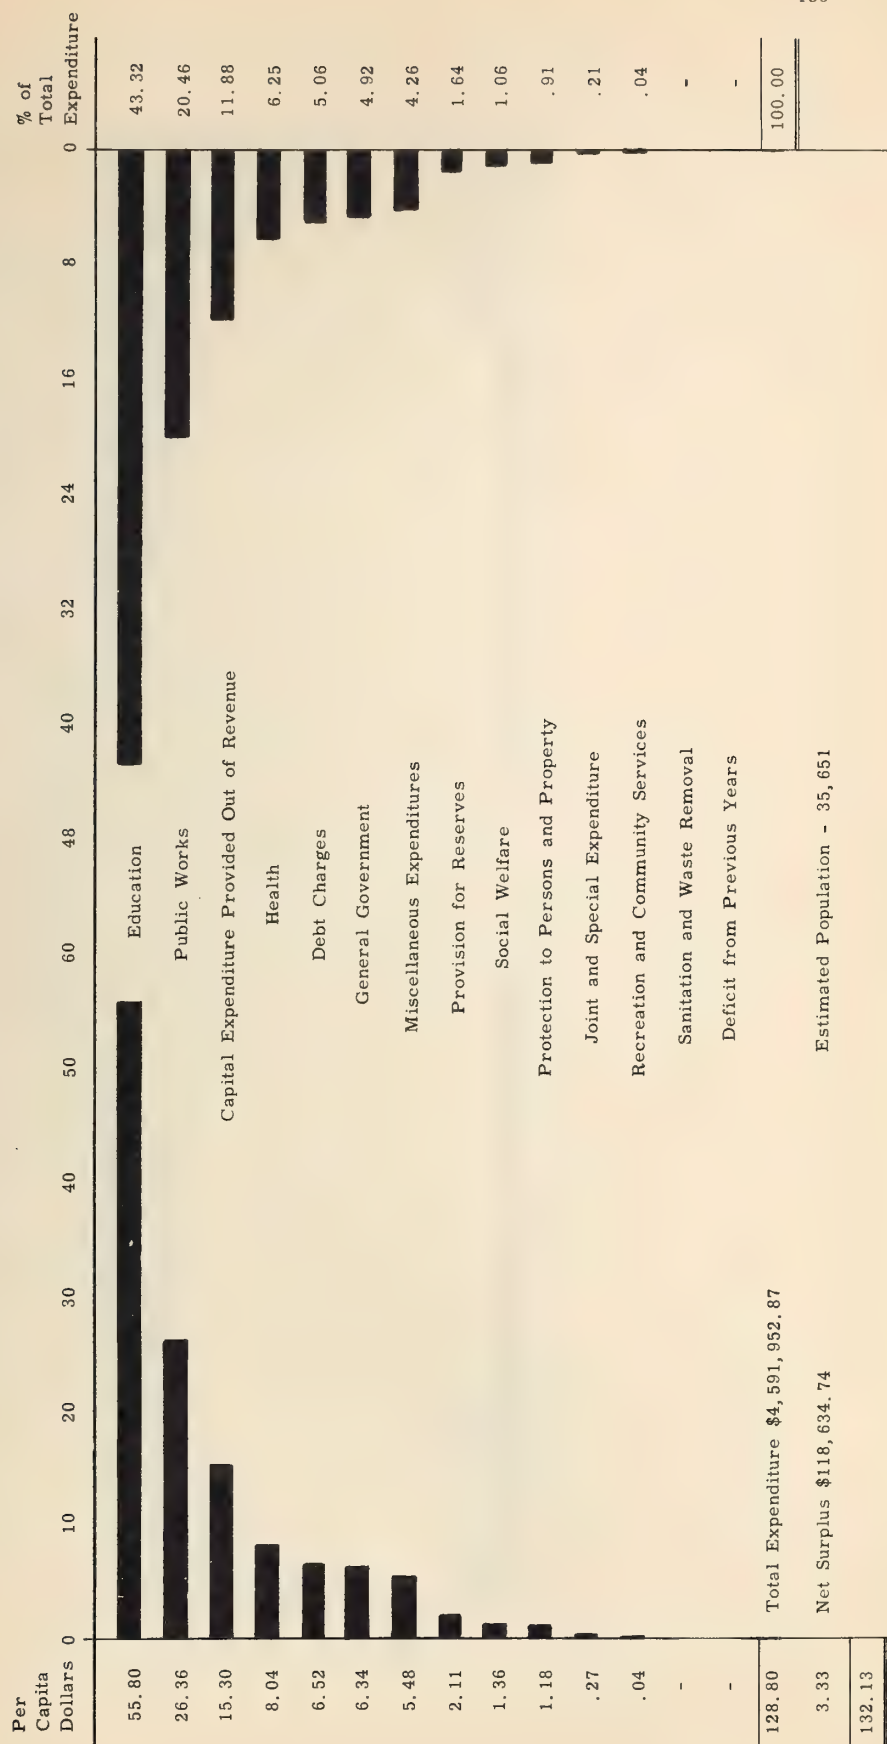 Per % of
Capita Total
Dollars 0 10 20 30 40 50 60 48 40 32 24 16 8 0 Expenditure
55.80 Education 43.32
26.36 Public Works 20.46
15.30 Capital Expenditure Provided Out of Revenue 11.88
8.04 Health 6.25
6.52 Debt Charges 5.06
6.34 General Government 4.92
5.48 Miscellaneous Expenditures 4.26
2.11 Provision for Reserves 1.64
1.36 Social Welfare 1.06
1.18 Protection to Persons and Property .91
.27 Joint and Special Expenditure .21
.04 Recreation and Community Services .04
- Sanitation and Waste Removal -
- Deficit from Previous Years -
128.80 Total Expenditure $4,591,952.87 100.00
3.33 Net Surplus $118,634.74 Estimated Population - 35,651
132.13